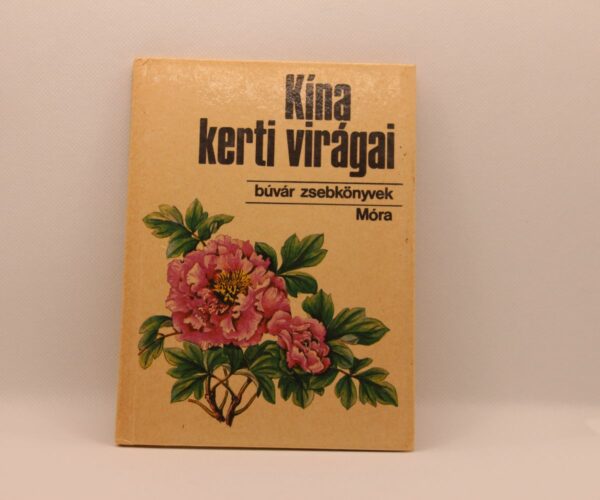 Kína
kerti virágai
búvár zsebkönyvek
Móra